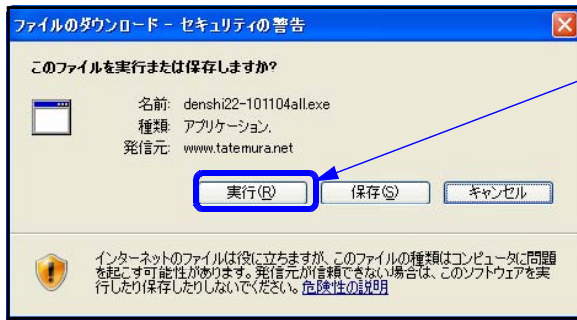 ファイルのダウンロード - セキュリティの警告
このファイルを実行または保存しますか?
名前: denshi22-101104all.exe
種類: アプリケーション,
発信元: www.tatemura.net
実行(R) 保存(S) キャンセル
インターネットのファイルは役に立ちますが、このファイルの種類はコンピュータに問題
を起こす可能性があります。発信元が信頼できない場合は、このソフトウェアを実
行したり保存したりしないでください。危険性の説明